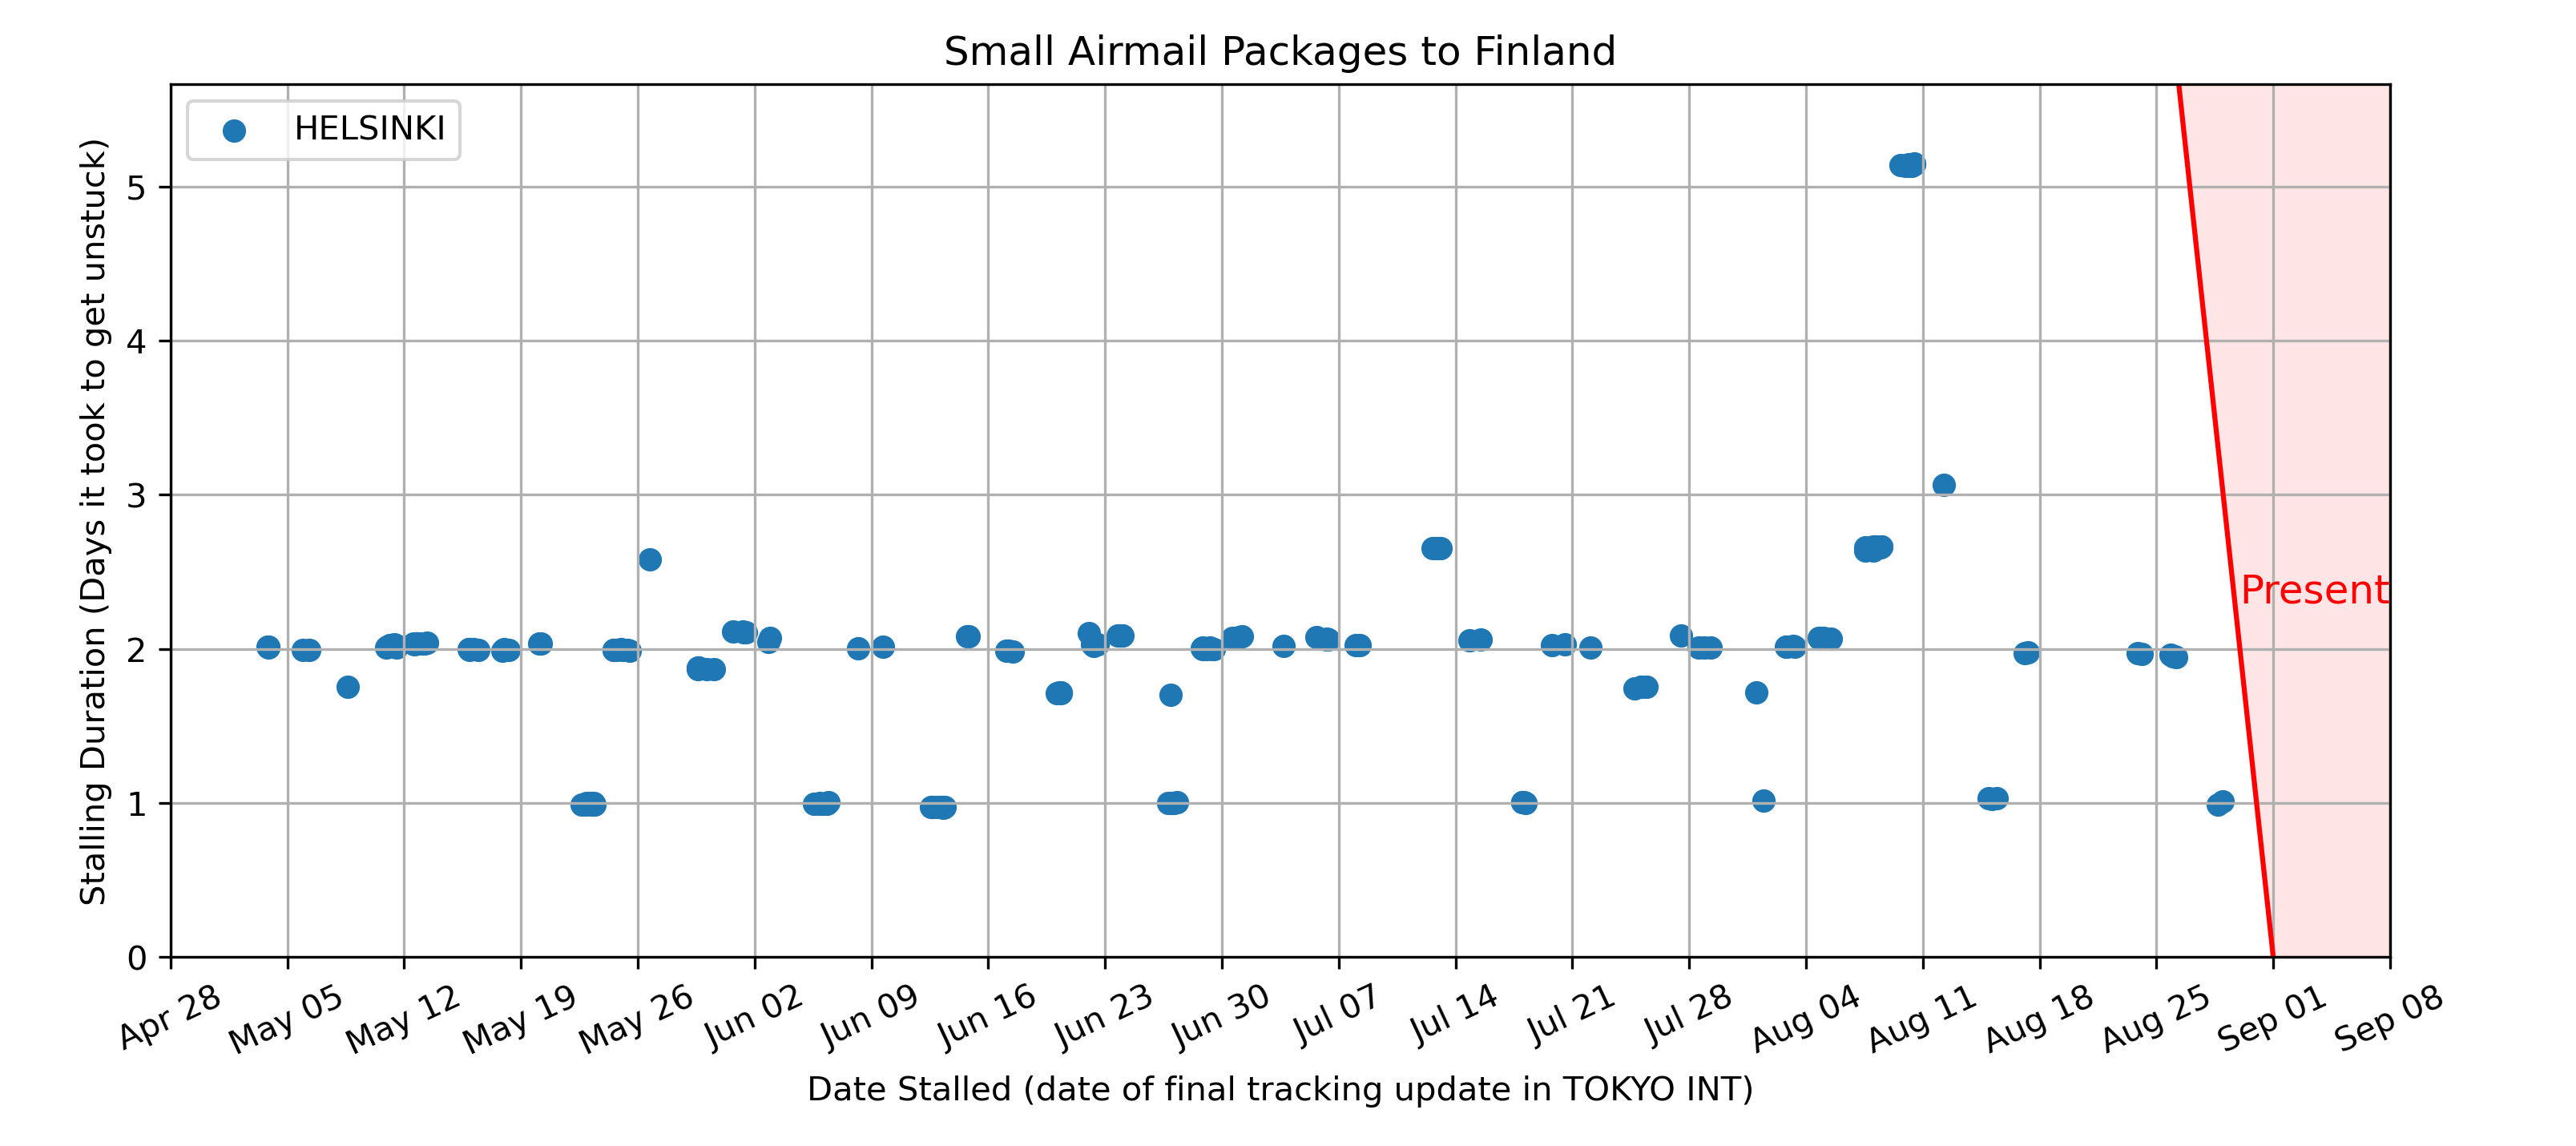 Small Airmail Packages to Finland
HELSINKI
Stalling Duration (Days it took to get unstuck)
5
4
3
2
1
0
Present
Apr 28
May 05
May 12
May 19
May 26
Jun 02
Jun 09
Jun 16
Jun 23
Jun 30
Jul 07
Jul 14
Jul 21
Jul 28
Aug 04
Aug 11
Aug 18
Aug 25
Sep 01
Sep 08
Date Stalled (date of final tracking update in TOKYO INT)